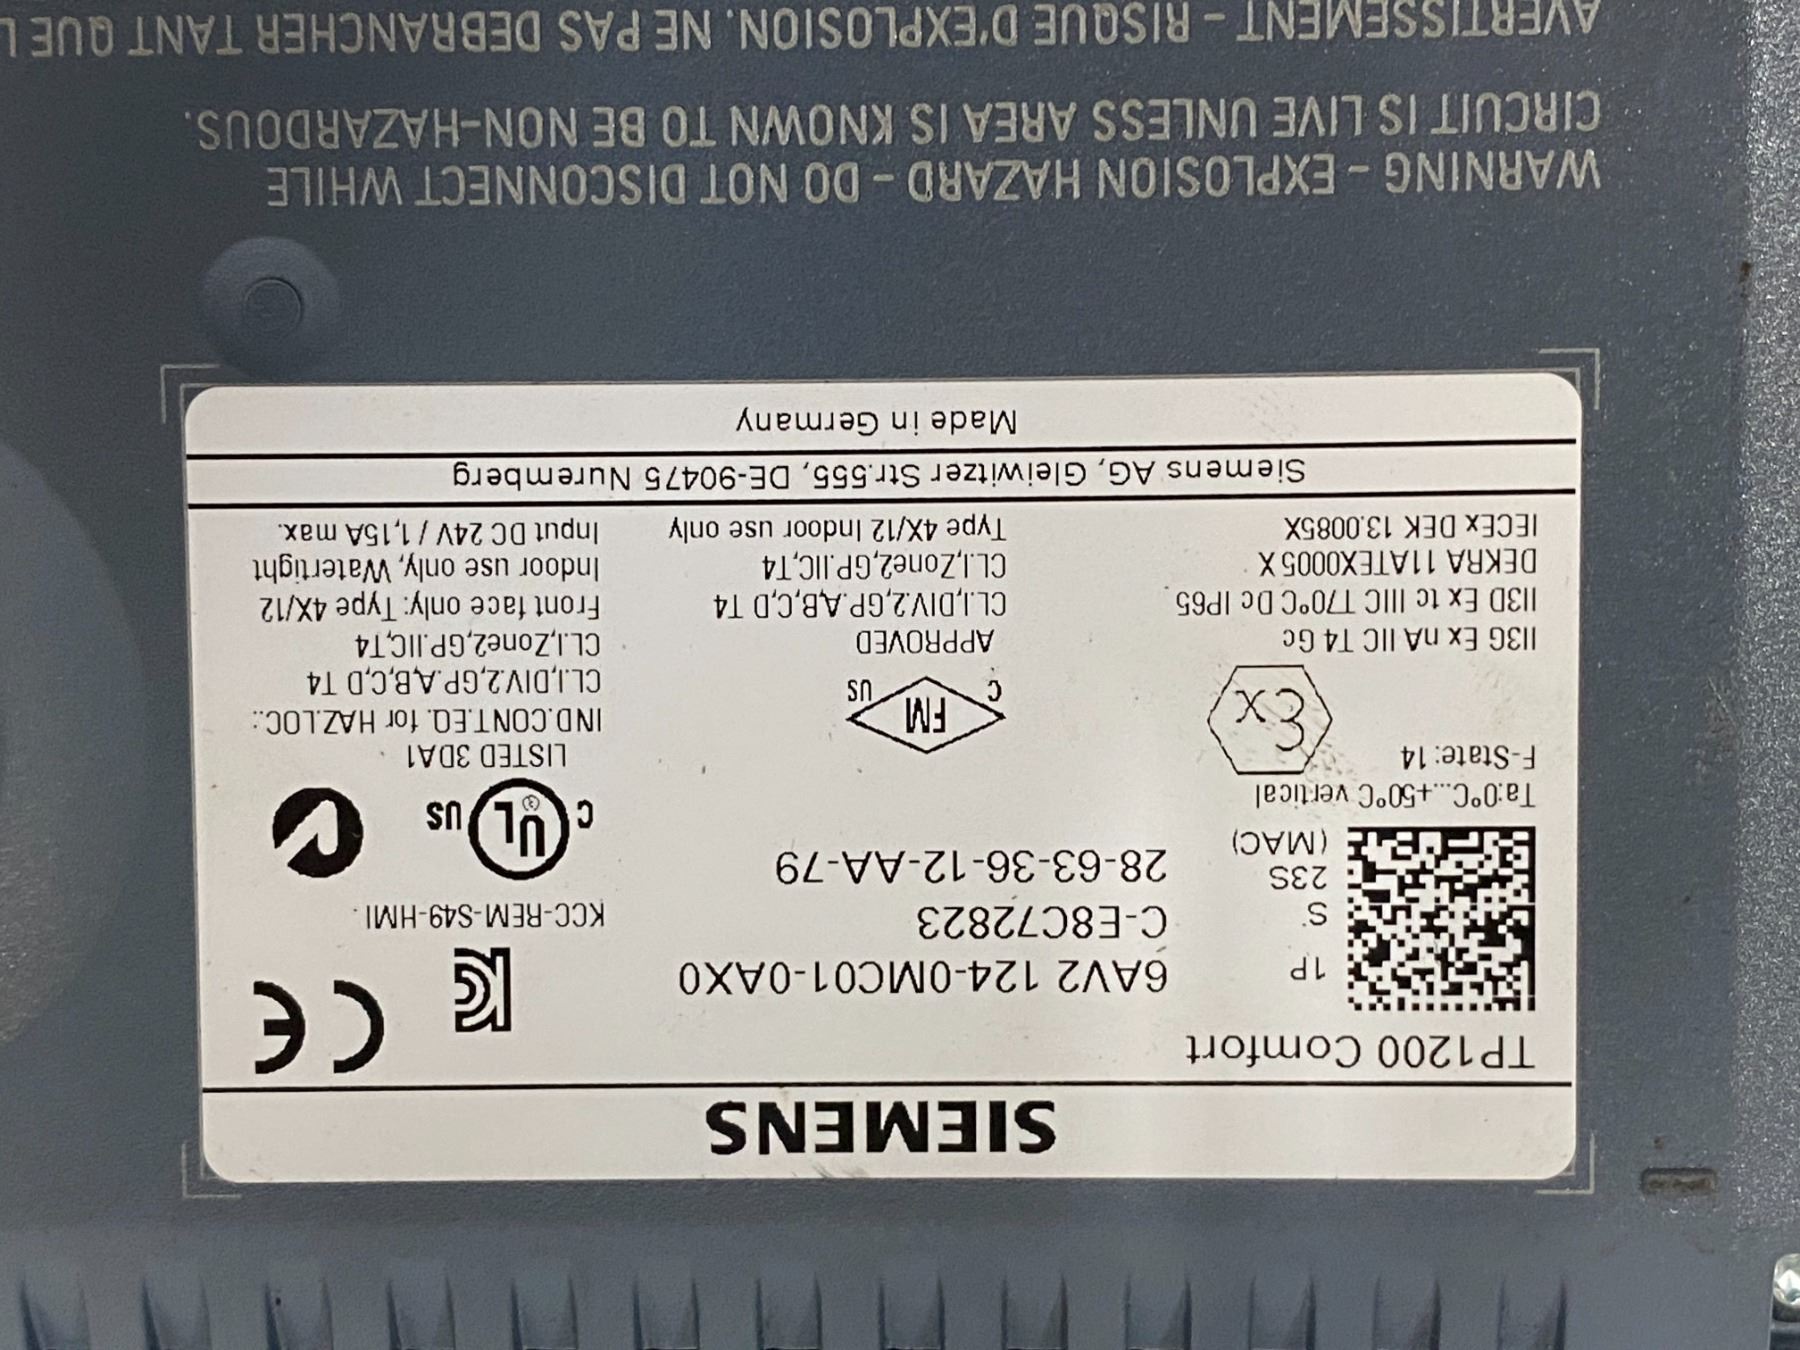 SIEMENS
TP1200 Comfort
1P 6AV2 124-0MC01-0AX0
S C-E8C72823
23S 28-63-36-12-AA-79
(MAC)
Ta:0°C...+50°C vertical
F-State: 14
Ex
II3G Ex nA IIC T4 Gc
II3D Ex tc IIIC T70°C Dc IP65
DEKRA 11ATEX0005 X
IECEx DEK 13.0085X
C FM US
APPROVED
CL.I,DIV.2,GP.A,B,C,D T4
CL.I,Zone2,GP.IIC,T4
Type 4X/12 Indoor use only
CE
KCC-REM-S49-HMI
C UL US
LISTED 3DA1
IND.CONT.EQ. for HAZ.LOC.:
CL.I,DIV.2,GP.A,B,C,D T4
CL.I,Zone2,GP.IIC,T4
Front face only: Type 4X/12
Indoor use only, Watertight
Input DC 24V / 1,15A max.
Siemens AG, Gleiwitzer Str.555, DE-90475 Nuremberg
Made in Germany
WARNING - EXPLOSION HAZARD - DO NOT DISCONNECT WHILE
CIRCUIT IS LIVE UNLESS AREA IS KNOWN TO BE NON-HAZARDOUS.
AVERTISSEMENT - RISQUE D'EXPLOSION. NE PAS DEBRANCHER TANT QUE L